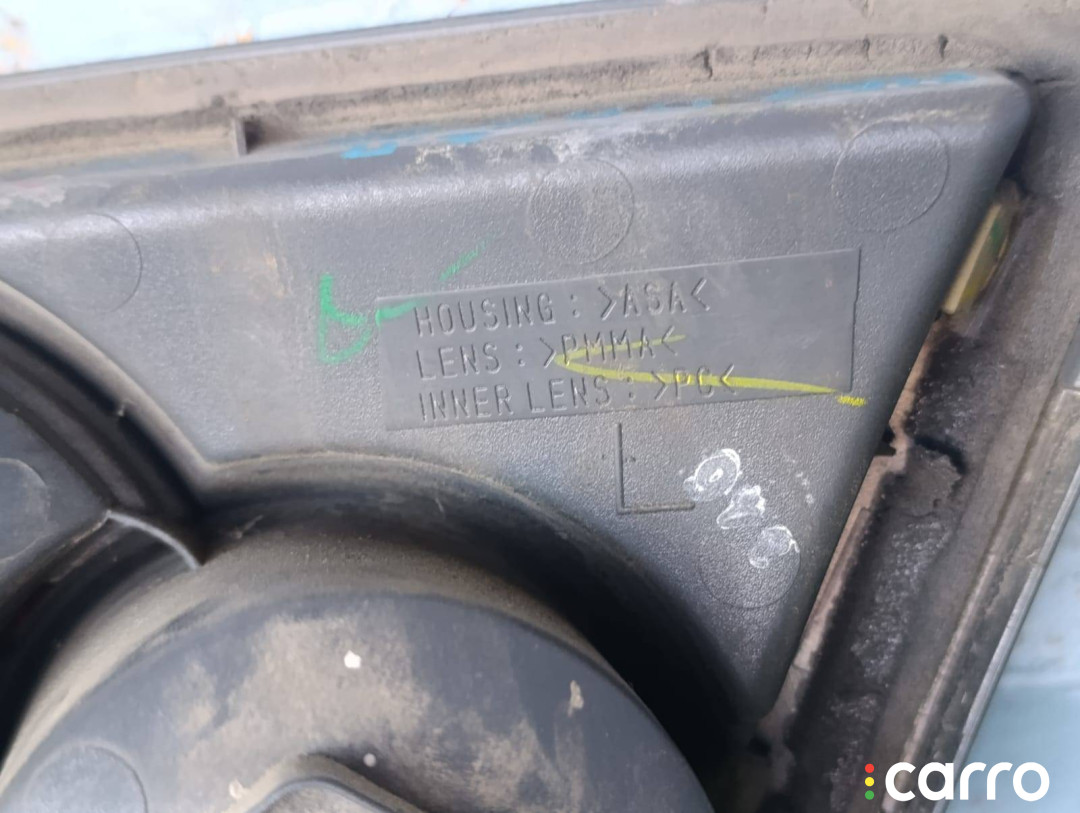 HOUSING : >ASA<
LENS : >PMMA<
INNER LENS : >PC<
L
carro